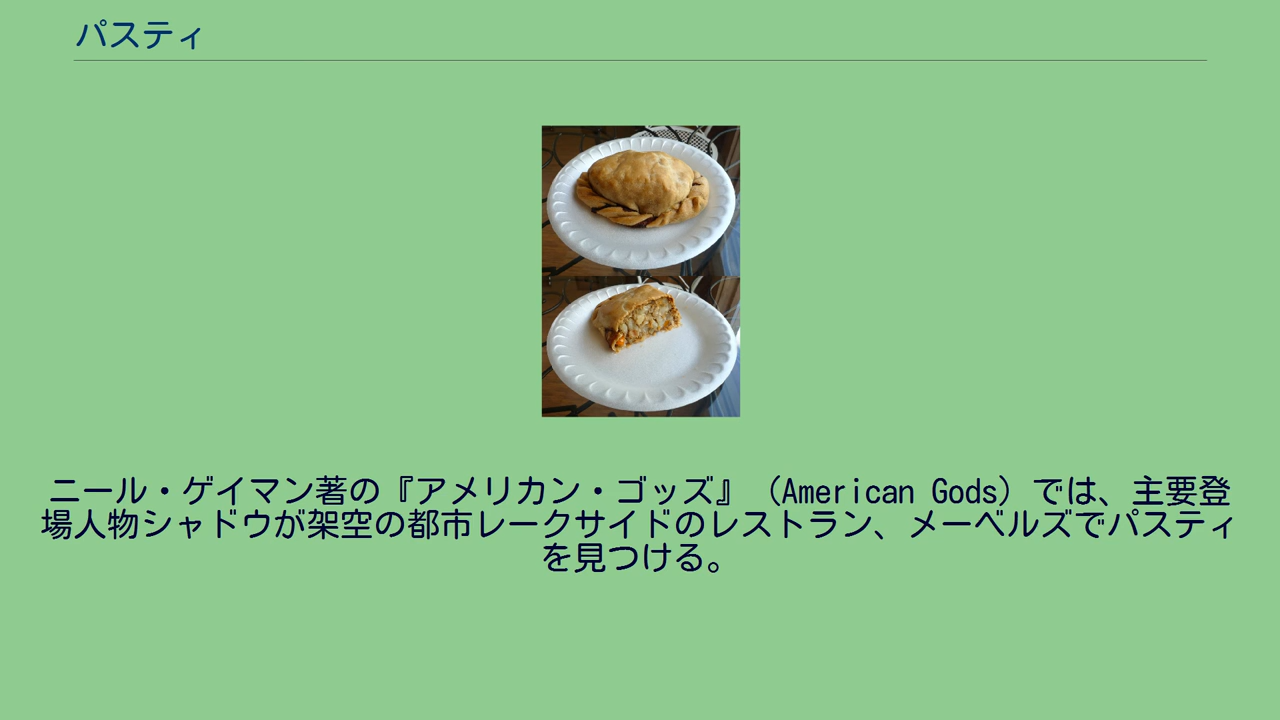 パスティ
ニール・ゲイマン著の『アメリカン・ゴッズ』（American Gods）では、主要登
場人物シャドウが架空の都市レークサイドのレストラン、メーベルズでパスティ
を見つける。